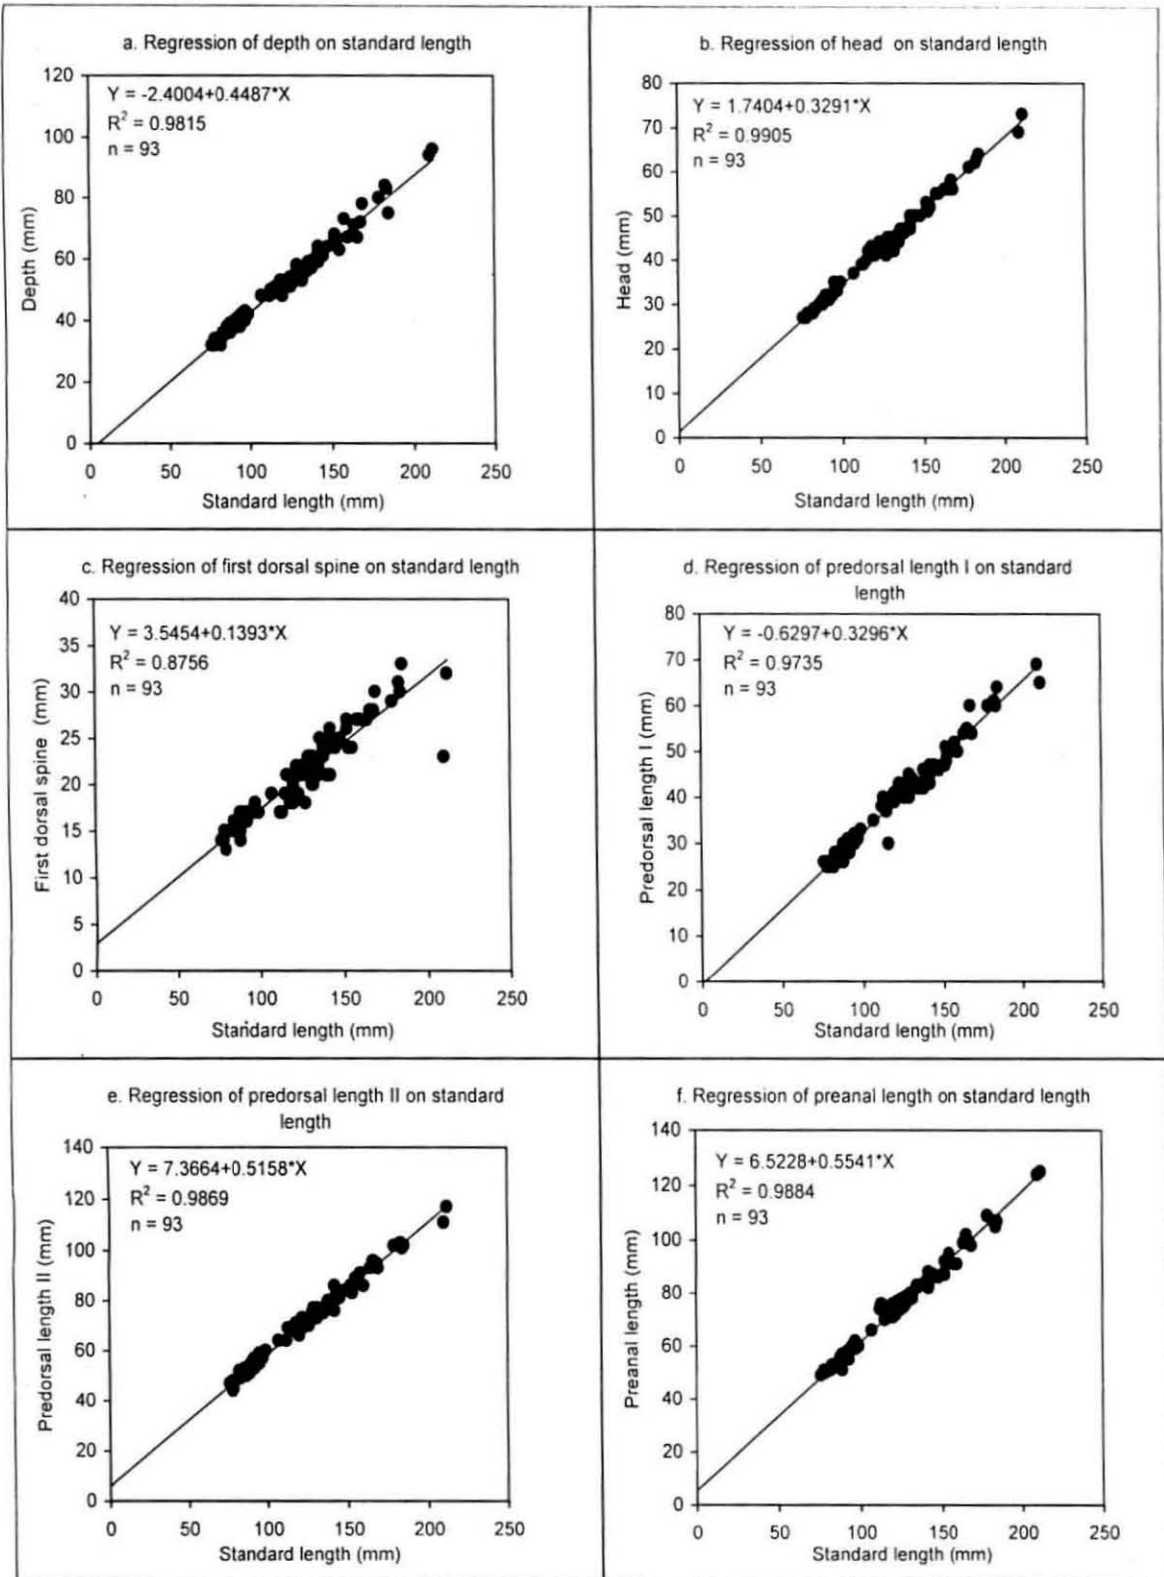 a. Regression of depth on standard length
Y = -2.4004+0.4487*X
R² = 0.9815
n = 93
Depth (mm)
120
100
80
60
40
20
0
0 50 100 150 200 250
Standard length (mm)
b. Regression of head on standard length
Y = 1.7404+0.3291*X
R² = 0.9905
n = 93
Head (mm)
80
70
60
50
40
30
20
10
0
0 50 100 150 200 250
Standard length (mm)
c. Regression of first dorsal spine on standard length
Y = 3.5454+0.1393*X
R² = 0.8756
n = 93
First dorsal spine (mm)
40
35
30
25
20
15
10
5
0
0 50 100 150 200 250
Standard length (mm)
d. Regression of predorsal length I on standard
length
Y = -0.6297+0.3296*X
R² = 0.9735
n = 93
Predorsal length I (mm)
80
70
60
50
40
30
20
10
0
0 50 100 150 200 250
Standard length (mm)
e. Regression of predorsal length II on standard
length
Y = 7.3664+0.5158*X
R² = 0.9869
n = 93
Predorsal length II (mm)
140
120
100
80
60
40
20
0
0 50 100 150 200 250
Standard length (mm)
f. Regression of preanal length on standard length
Y = 6.5228+0.5541*X
R² = 0.9884
n = 93
Preanal length (mm)
140
120
100
80
60
40
20
0
0 50 100 150 200 250
Standard length (mm)